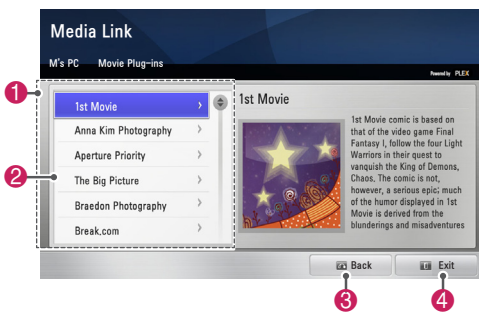 Media Link
M's PC Movie Plug-ins
Powered by PLEX
1
1st Movie
Anna Kim Photography
2
Aperture Priority
The Big Picture
Braedon Photography
Break.com
1st Movie
1st Movie comic is based on
that of the video game Final
Fantasy I, follow the four Light
Warriors in their quest to
vanquish the King of Demons,
Chaos. The comic is not,
however, a serious epic; much
of the humor displayed in 1st
Movie is derived from the
blunderings and misadventures
Back
Exit
3
4